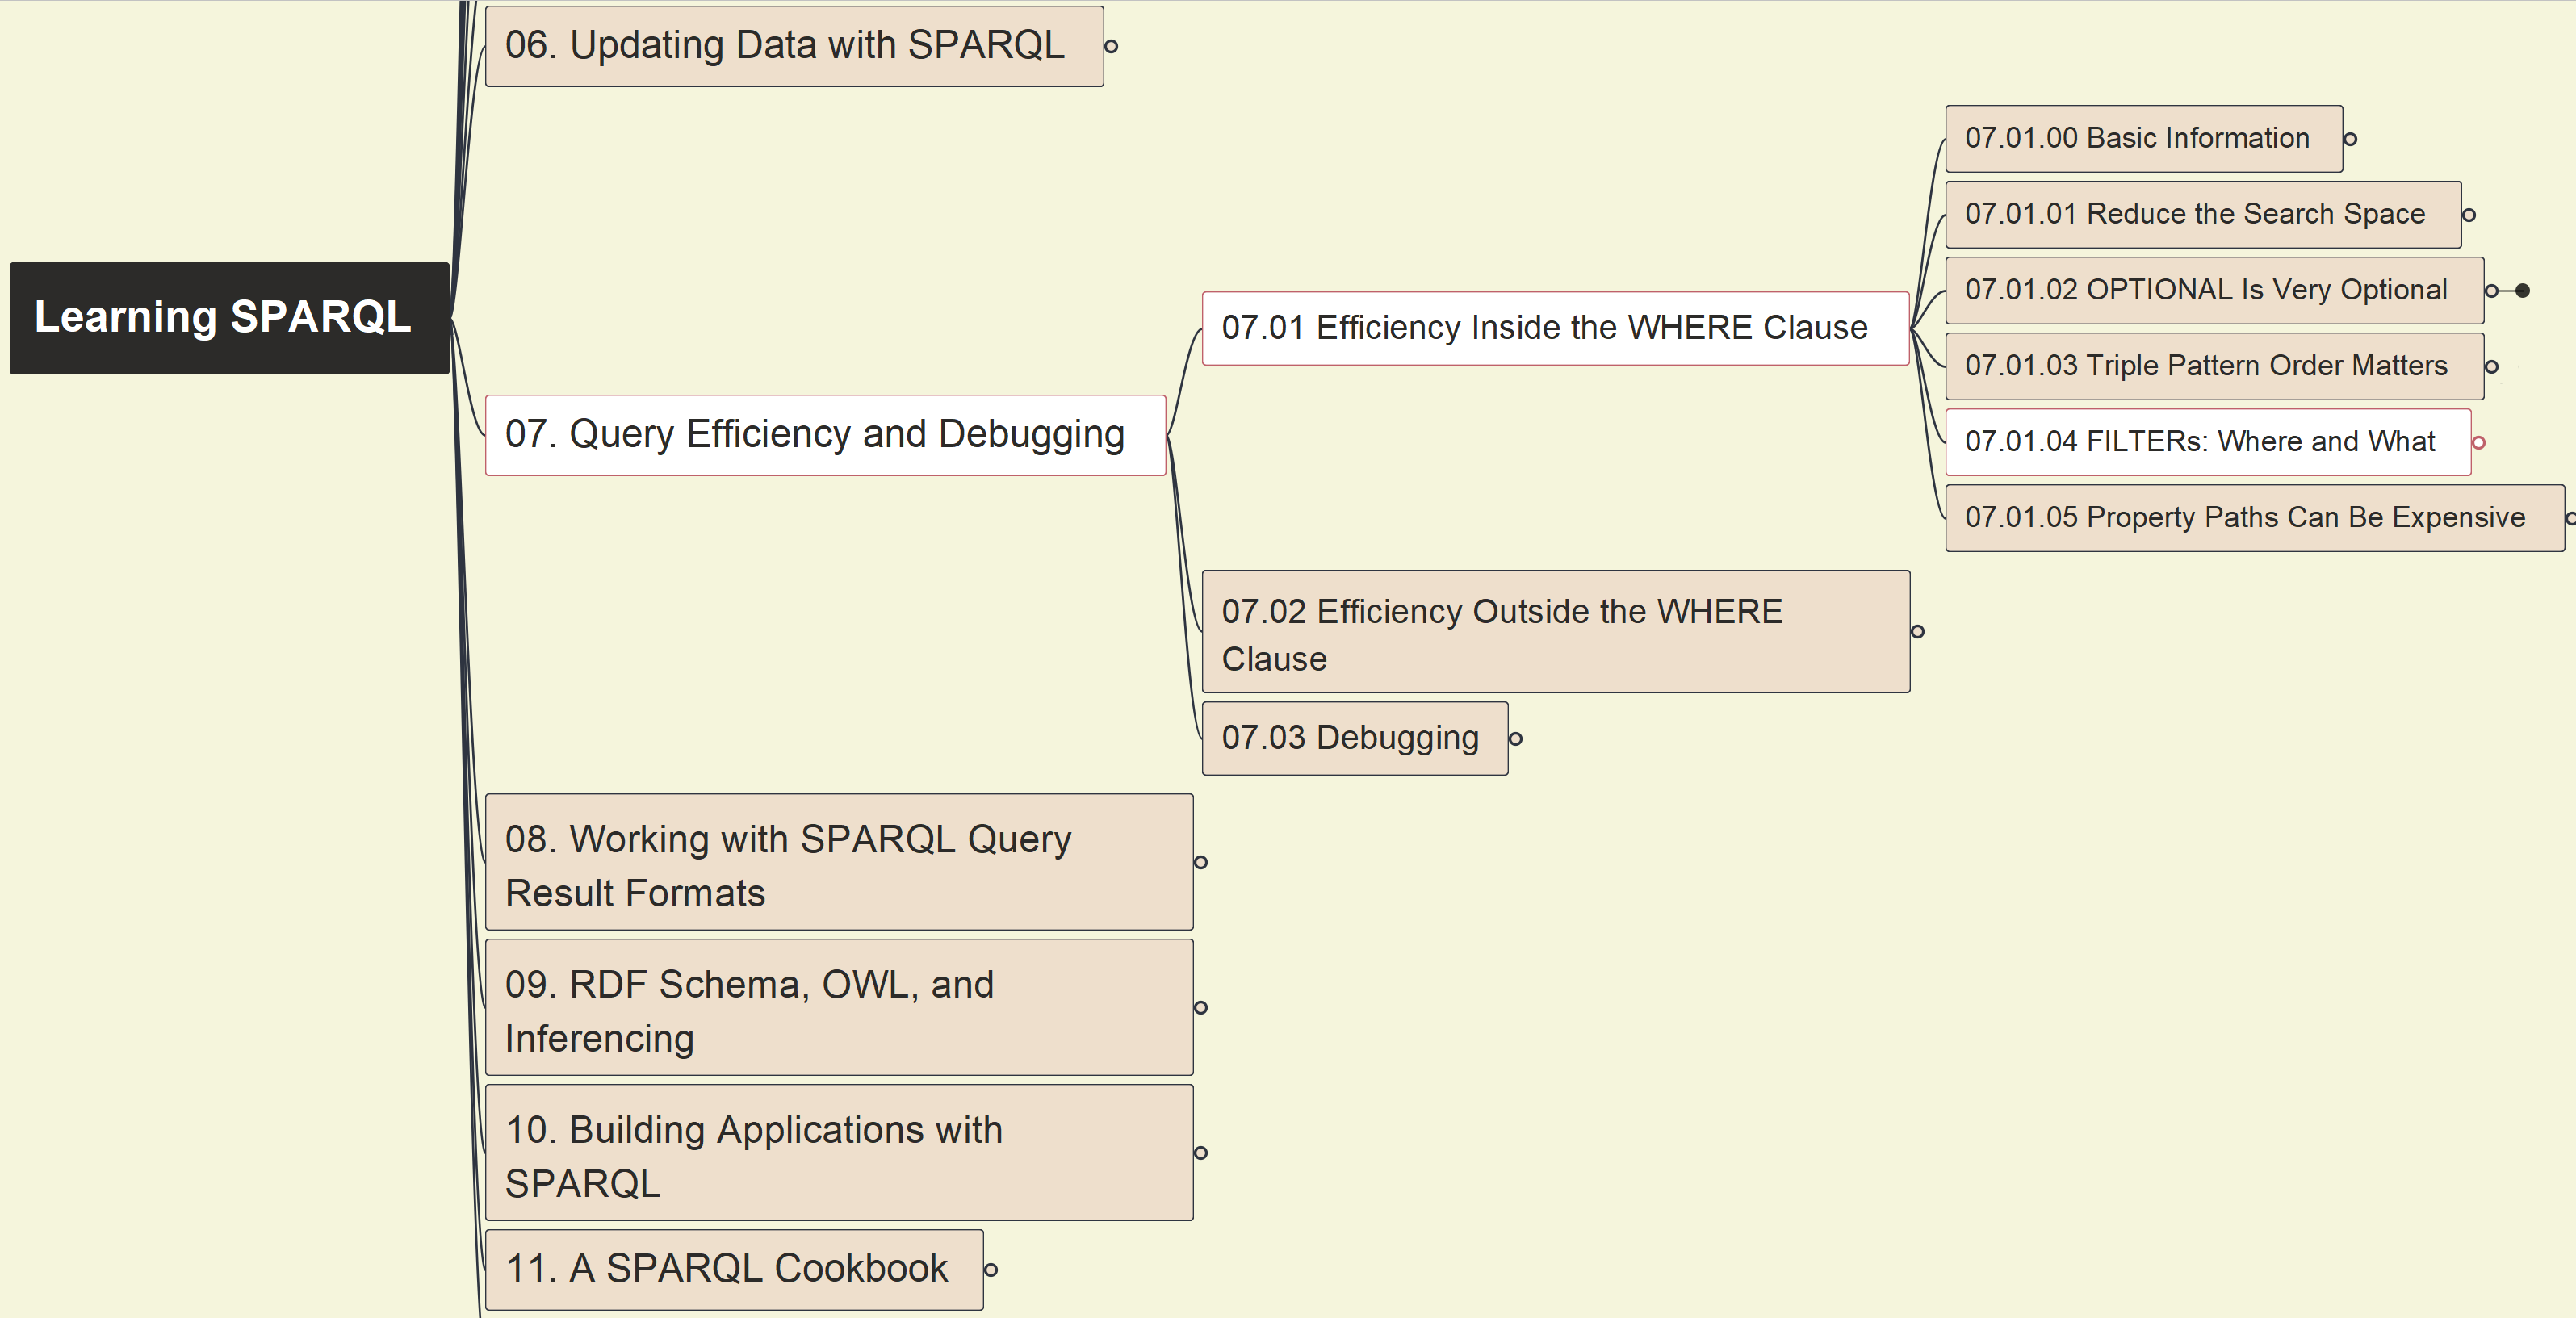 06. Updating Data with SPARQL
07.01.00 Basic Information
07.01.01 Reduce the Search Space
07.01.02 OPTIONAL Is Very Optional
Learning SPARQL
07.01 Efficiency Inside the WHERE Clause
07.01.03 Triple Pattern Order Matters
07. Query Efficiency and Debugging
07.01.04 FILTERs: Where and What
07.01.05 Property Paths Can Be Expensive
07.02 Efficiency Outside the WHERE
Clause
07.03 Debugging
08. Working with SPARQL Query
Result Formats
09. RDF Schema, OWL, and
Inferencing
10. Building Applications with
SPARQL
11. A SPARQL Cookbook